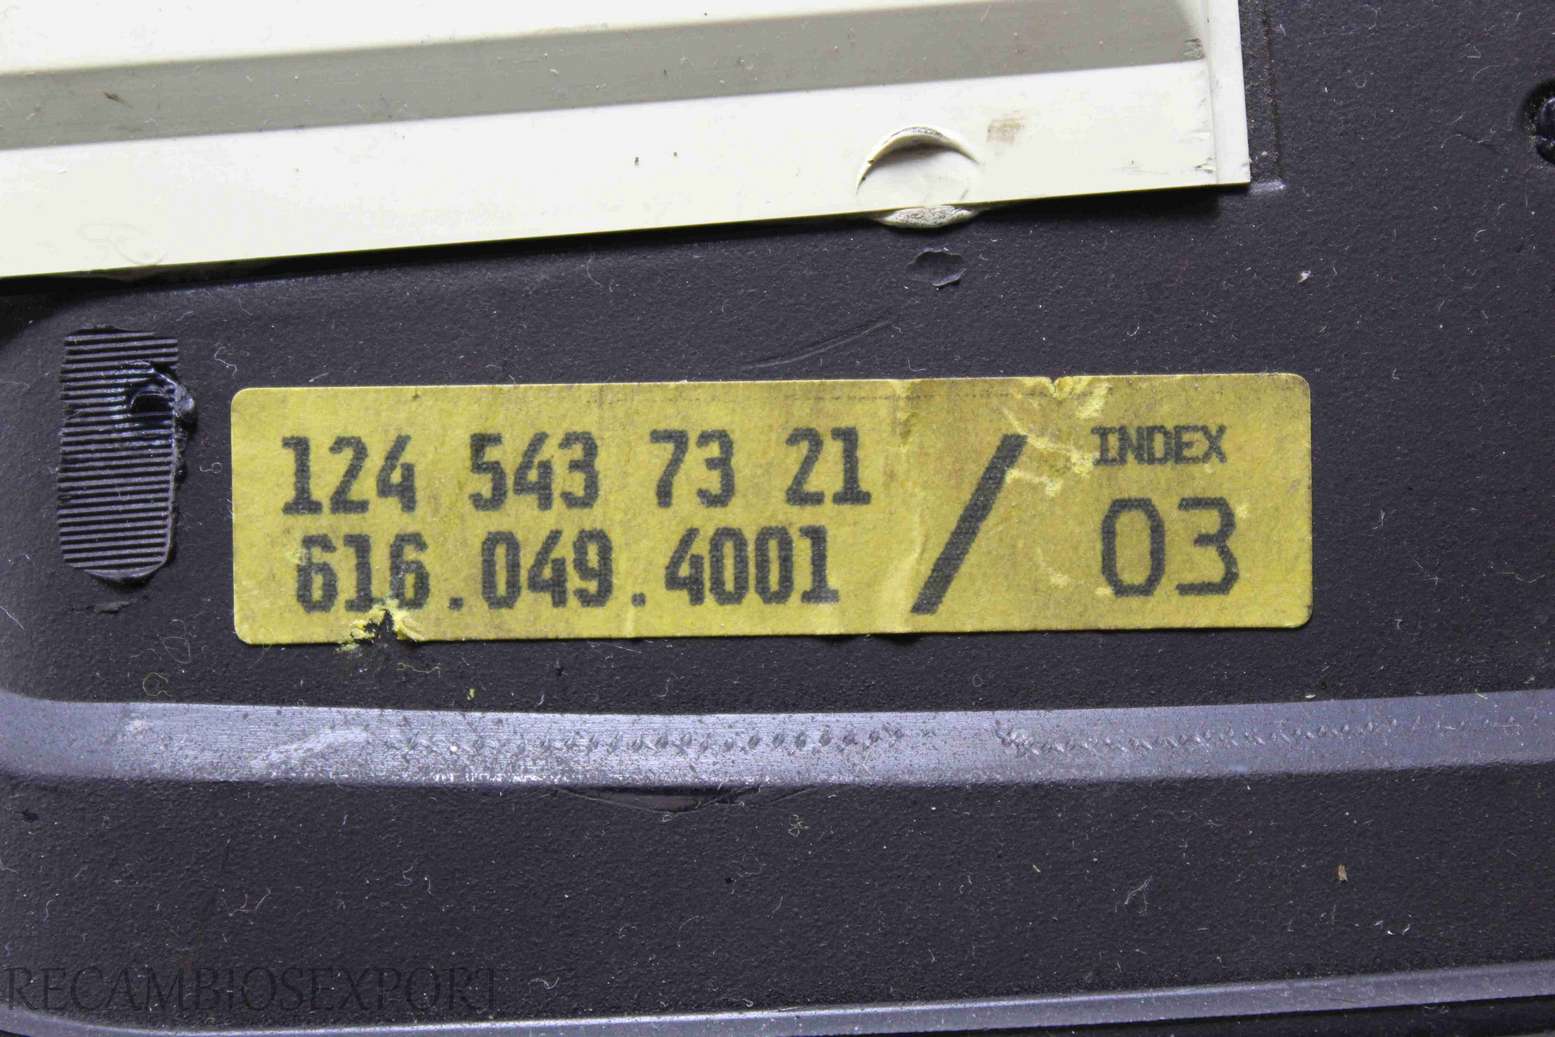 124 543 73 21 / INDEX
616.049.4001 03
RECAMBIOSEXPORT